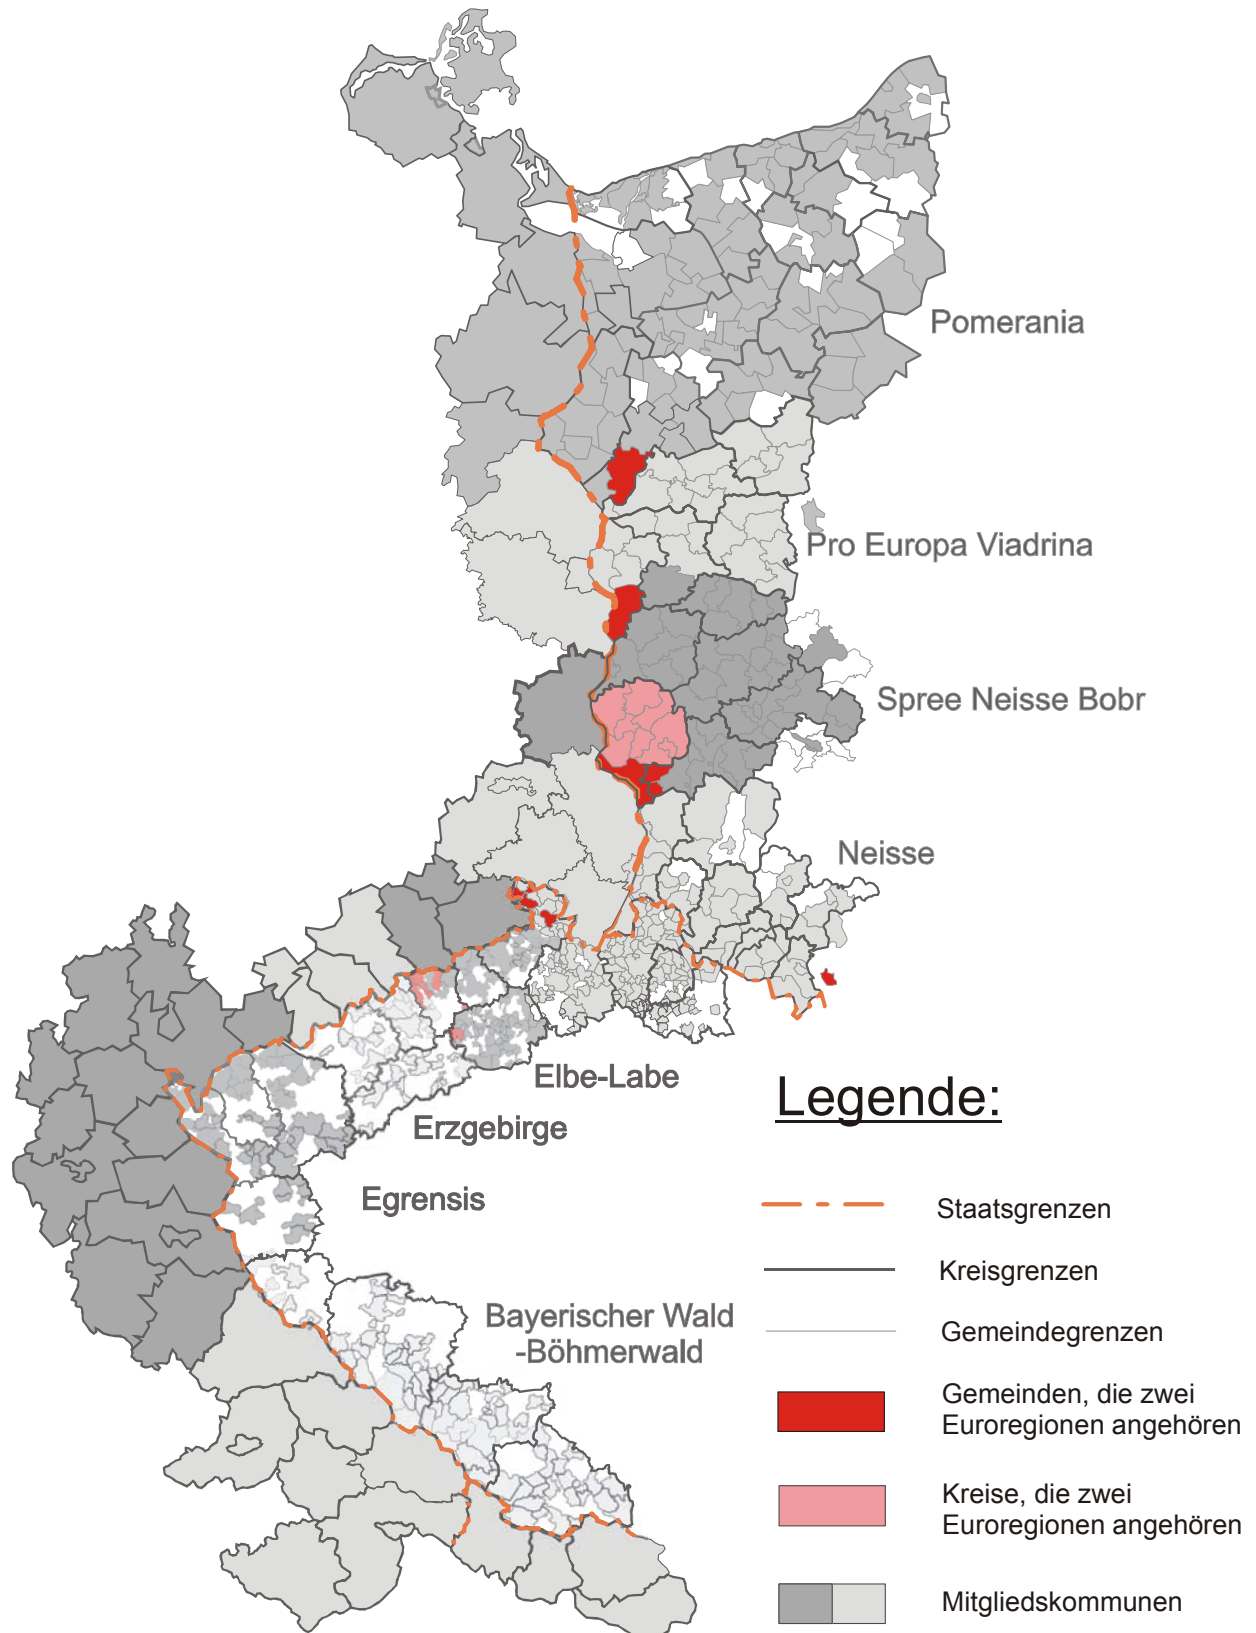 Pomerania
Pro Europa Viadrina
Spree Neisse Bobr
Neisse
Elbe-Labe
Erzgebirge
Egrensis
Bayerischer Wald
-Böhmerwald
Legende:
Staatsgrenzen
Kreisgrenzen
Gemeindegrenzen
Gemeinden, die zwei
Euroregionen angehören
Kreise, die zwei
Euroregionen angehören
Mitgliedskommunen